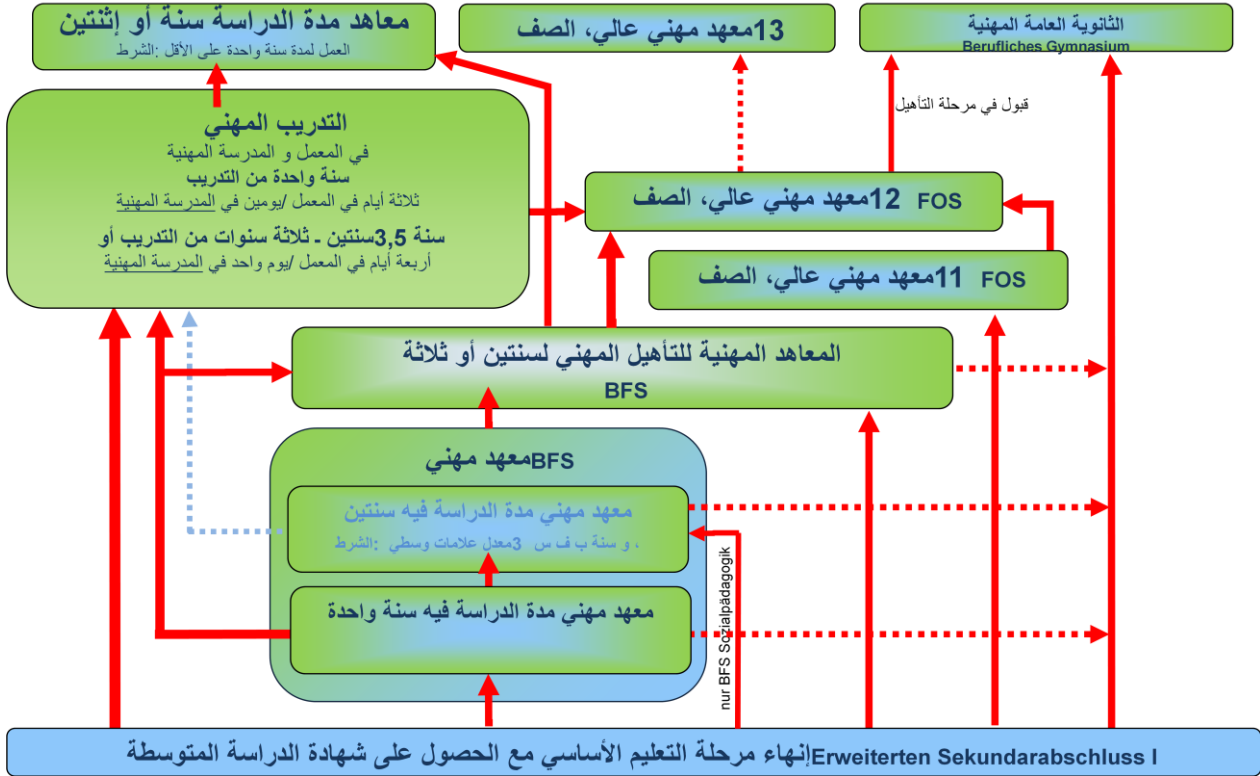 معاهد مدة الدراسة سنة أو إثنتين
العمل لمدة سنة واحدة على الأقل :الشرط
13معهد مهني عالي، الصف
الثانوية العامة المهنية
Berufliches Gymnasium
قبول في مرحلة التأهيل
التدريب المهني
في المعمل و المدرسة المهنية
سنة واحدة من التدريب
ثلاثة أيام في المعمل /يومين في المدرسة المهنية
سنة 3,5سنتين ـ ثلاثة سنوات من التدريب أو
أربعة أيام في المعمل /يوم واحد في المدرسة المهنية
12معهد مهني عالي، الصف FOS
11معهد مهني عالي، الصف FOS
المعاهد المهنية للتأهيل المهني لسنتين أو ثلاثة
BFS
BFSمعهد مهني
معهد مهني مدة الدراسة فيه سنتين
، و سنة ب ف س 3معدل علامات وسطي :الشرط
معهد مهني مدة الدراسة فيه سنة واحدة
nur BFS Sozialpädagogik
إنهاء مرحلة التعليم الأساسي مع الحصول على شهادة الدراسة المتوسطةErweiterten Sekundarabschluss I